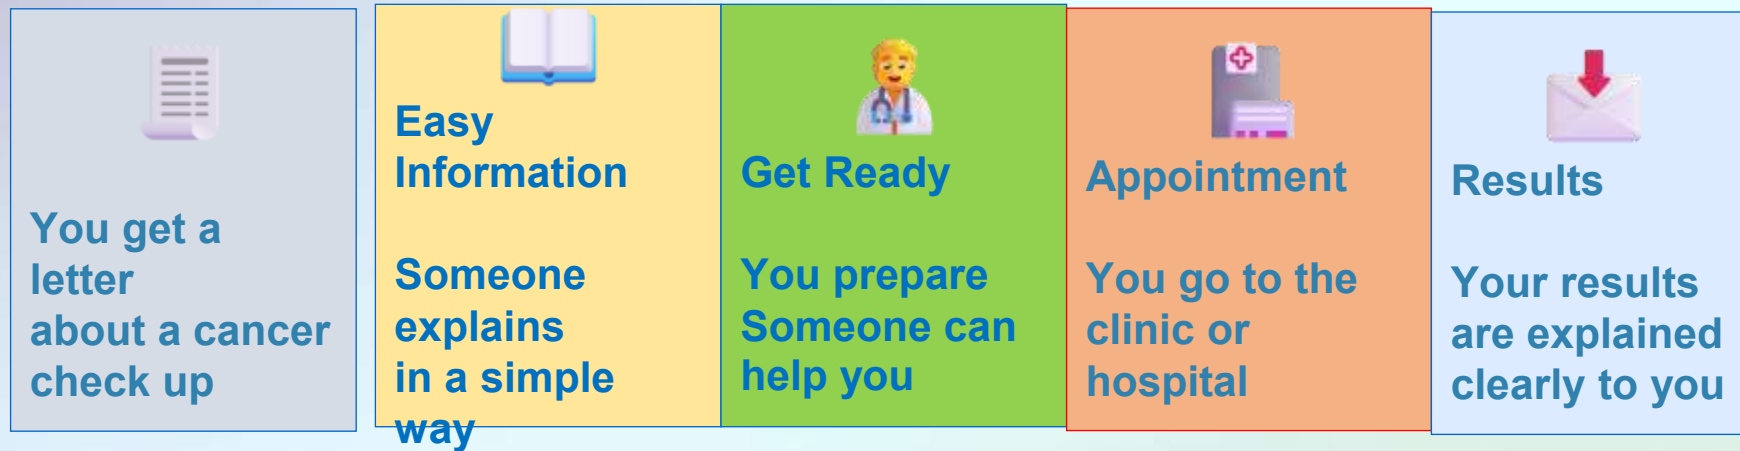 You get a
letter
about a cancer
check up
Easy
Information
Someone
explains
in a simple
way
Get Ready
You prepare
Someone can
help you
Appointment
You go to the
clinic or
hospital
Results
Your results
are explained
clearly to you